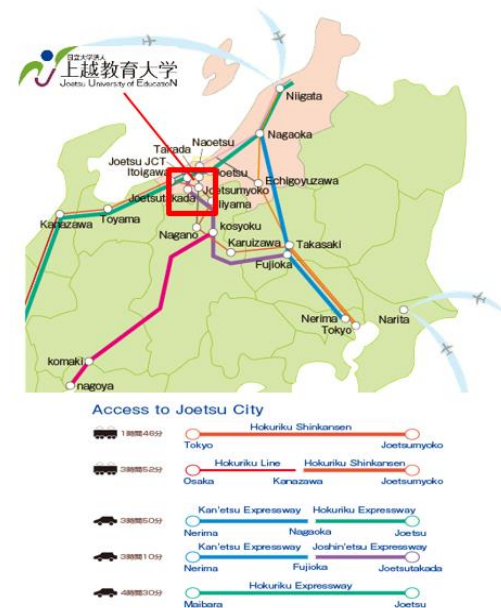 国立大学法人
上越教育大学
Joetsu University of EducatioN
Niigata
Nagaoka
Naoetsu
Takada
Joetsu JCT
Joetsu
Itoigawa
Echigoyuzawa
Joetsumyoko
Joetsutakada
Iiyama
Toyama
Kanazawa
Nagano
kosyoku
Karuizawa
Takasaki
Fujioka
Nerima
Tokyo
Narita
komaki
nagoya
Access to Joetsu City
1時間46分
Hokuriku Shinkansen
Tokyo Joetsumyoko
3時間52分
Hokuriku Line Hokuriku Shinkansen
Osaka Kanazawa Joetsumyoko
3時間50分
Kan'etsu Expressway Hokuriku Expressway
Nerima Nagaoka Joetsu
3時間10分
Kan'etsu Expressway Joshin'etsu Expressway
Nerima Fujioka Joetsutakada
4時間30分
Hokuriku Expressway
Maibara Joetsu